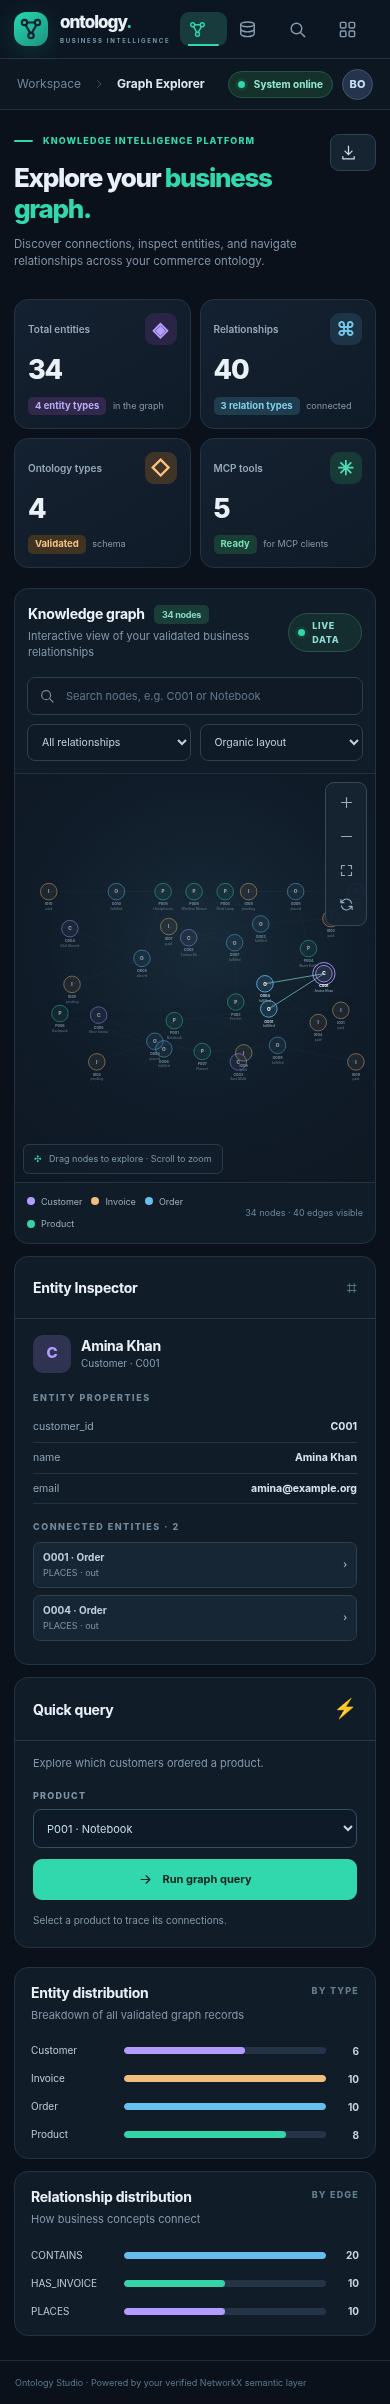 ontology.
BUSINESS INTELLIGENCE
Workspace > Graph Explorer
System online
BO
KNOWLEDGE INTELLIGENCE PLATFORM
Explore your business
graph.
Discover connections, inspect entities, and navigate
relationships across your commerce ontology.
Total entities
34
4 entity types in the graph
Relationships
40
3 relation types connected
Ontology types
4
Validated schema
MCP tools
5
Ready for MCP clients
Knowledge graph 34 nodes
Interactive view of your validated business
relationships
LIVE
DATA
Search nodes, e.g. C001 or Notebook
All relationships
Organic layout
Drag nodes to explore · Scroll to zoom
Customer Invoice Order
Product
34 nodes · 40 edges visible
Entity Inspector
C
Amina Khan
Customer · C001
ENTITY PROPERTIES
customer_id C001
name Amina Khan
email amina@example.org
CONNECTED ENTITIES · 2
O001 · Order
PLACES · out
›
O004 · Order
PLACES · out
›
Quick query
Explore which customers ordered a product.
PRODUCT
P001 · Notebook
→ Run graph query
Select a product to trace its connections.
Entity distribution BY TYPE
Breakdown of all validated graph records
Customer 6
Invoice 10
Order 10
Product 8
Relationship distribution BY EDGE
How business concepts connect
CONTAINS 20
HAS_INVOICE 10
PLACES 10
Ontology Studio · Powered by your verified NetworkX semantic layer